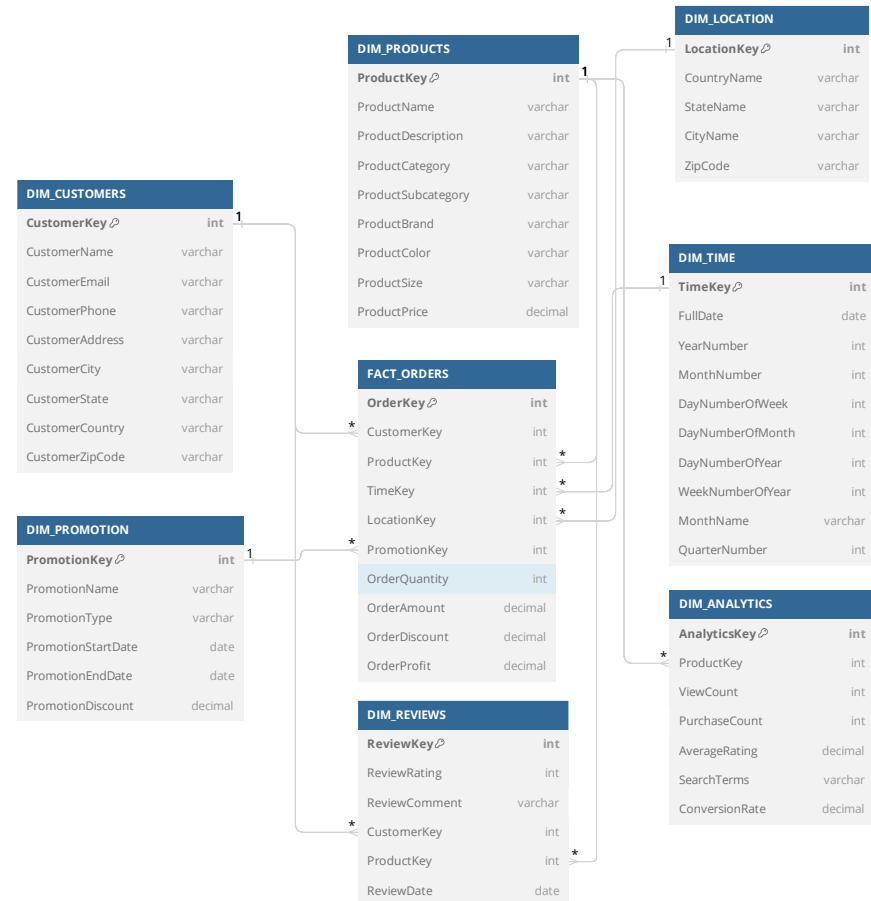 DIM_PRODUCTS
ProductKey int
ProductName varchar
ProductDescription varchar
ProductCategory varchar
ProductSubcategory varchar
ProductBrand varchar
ProductColor varchar
ProductSize varchar
ProductPrice decimal
1
DIM_LOCATION
1
LocationKey int
CountryName varchar
StateName varchar
CityName varchar
ZipCode varchar
DIM_CUSTOMERS
CustomerKey int
1
CustomerName varchar
CustomerEmail varchar
CustomerPhone varchar
CustomerAddress varchar
CustomerCity varchar
CustomerState varchar
CustomerCountry varchar
CustomerZipCode varchar
DIM_TIME
1
TimeKey int
FullDate date
YearNumber int
MonthNumber int
DayNumberOfWeek int
DayNumberOfMonth int
DayNumberOfYear int
WeekNumberOfYear int
MonthName varchar
QuarterNumber int
FACT_ORDERS
OrderKey int
* CustomerKey int
ProductKey int *
TimeKey int *
LocationKey int *
* PromotionKey int
OrderQuantity int
OrderAmount decimal
OrderDiscount decimal
OrderProfit decimal
DIM_PROMOTION
PromotionKey int 1
PromotionName varchar
PromotionType varchar
PromotionStartDate date
PromotionEndDate date
PromotionDiscount decimal
DIM_ANALYTICS
AnalyticsKey int
* ProductKey int
ViewCount int
PurchaseCount int
AverageRating decimal
SearchTerms varchar
ConversionRate decimal
DIM_REVIEWS
ReviewKey int
ReviewRating int
ReviewComment varchar
* CustomerKey int
ProductKey int *
ReviewDate date